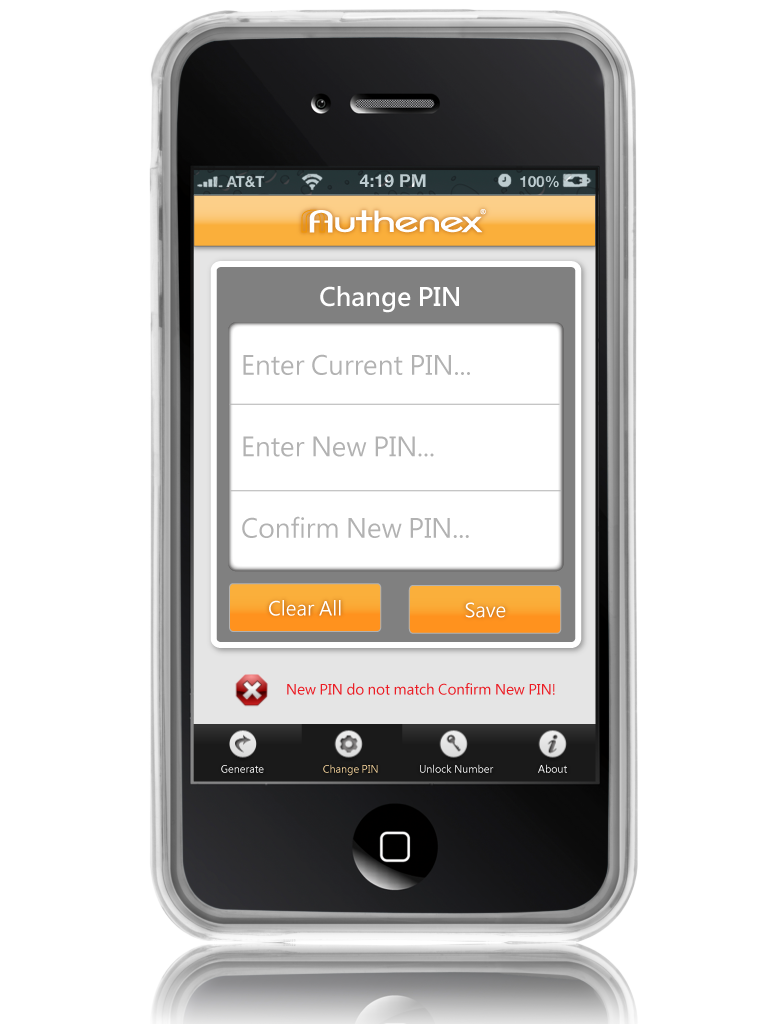 AT&T 4:19 PM 100%
Authenex®
Change PIN
Enter Current PIN...
Enter New PIN...
Confirm New PIN...
Clear All Save
New PIN do not match Confirm New PIN!
Generate Change PIN Unlock Number About